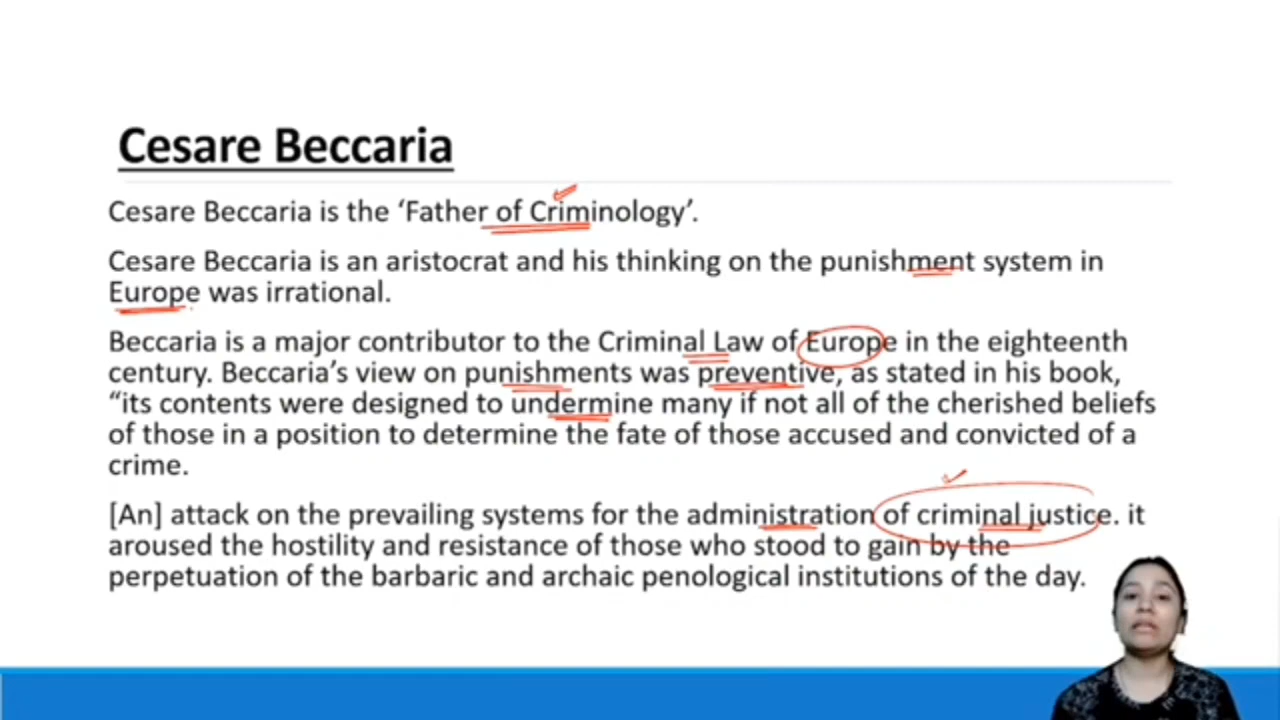 Cesare Beccaria
Cesare Beccaria is the ‘Father of Criminology’.
Cesare Beccaria is an aristocrat and his thinking on the punishment system in
Europe was irrational.
Beccaria is a major contributor to the Criminal Law of Europe in the eighteenth
century. Beccaria’s view on punishments was preventive, as stated in his book,
“its contents were designed to undermine many if not all of the cherished beliefs
of those in a position to determine the fate of those accused and convicted of a
crime.
[An] attack on the prevailing systems for the administration of criminal justice. it
aroused the hostility and resistance of those who stood to gain by the
perpetuation of the barbaric and archaic penological institutions of the day.